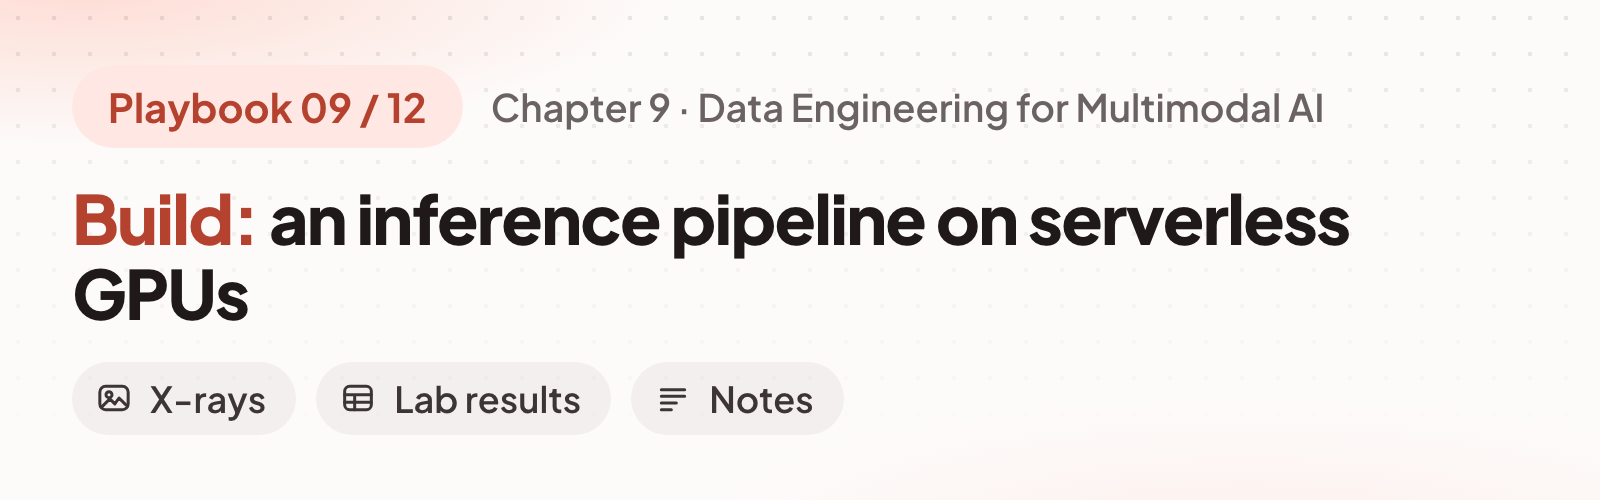 Playbook 09 / 12
Chapter 9 · Data Engineering for Multimodal AI
Build: an inference pipeline on serverless
GPUs
X-rays
Lab results
Notes